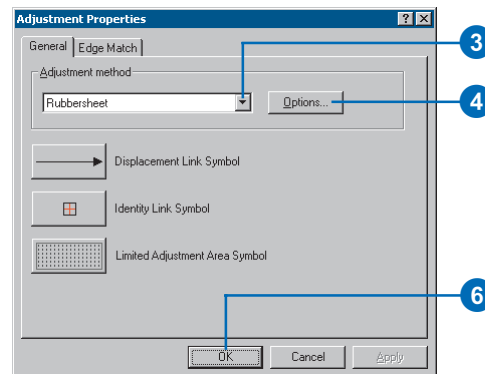 Adjustment Properties
General
Edge Match
Adjustment method
Rubbersheet
Options...
3
4
Displacement Link Symbol
Identity Link Symbol
Limited Adjustment Area Symbol
6
OK
Cancel
Apply